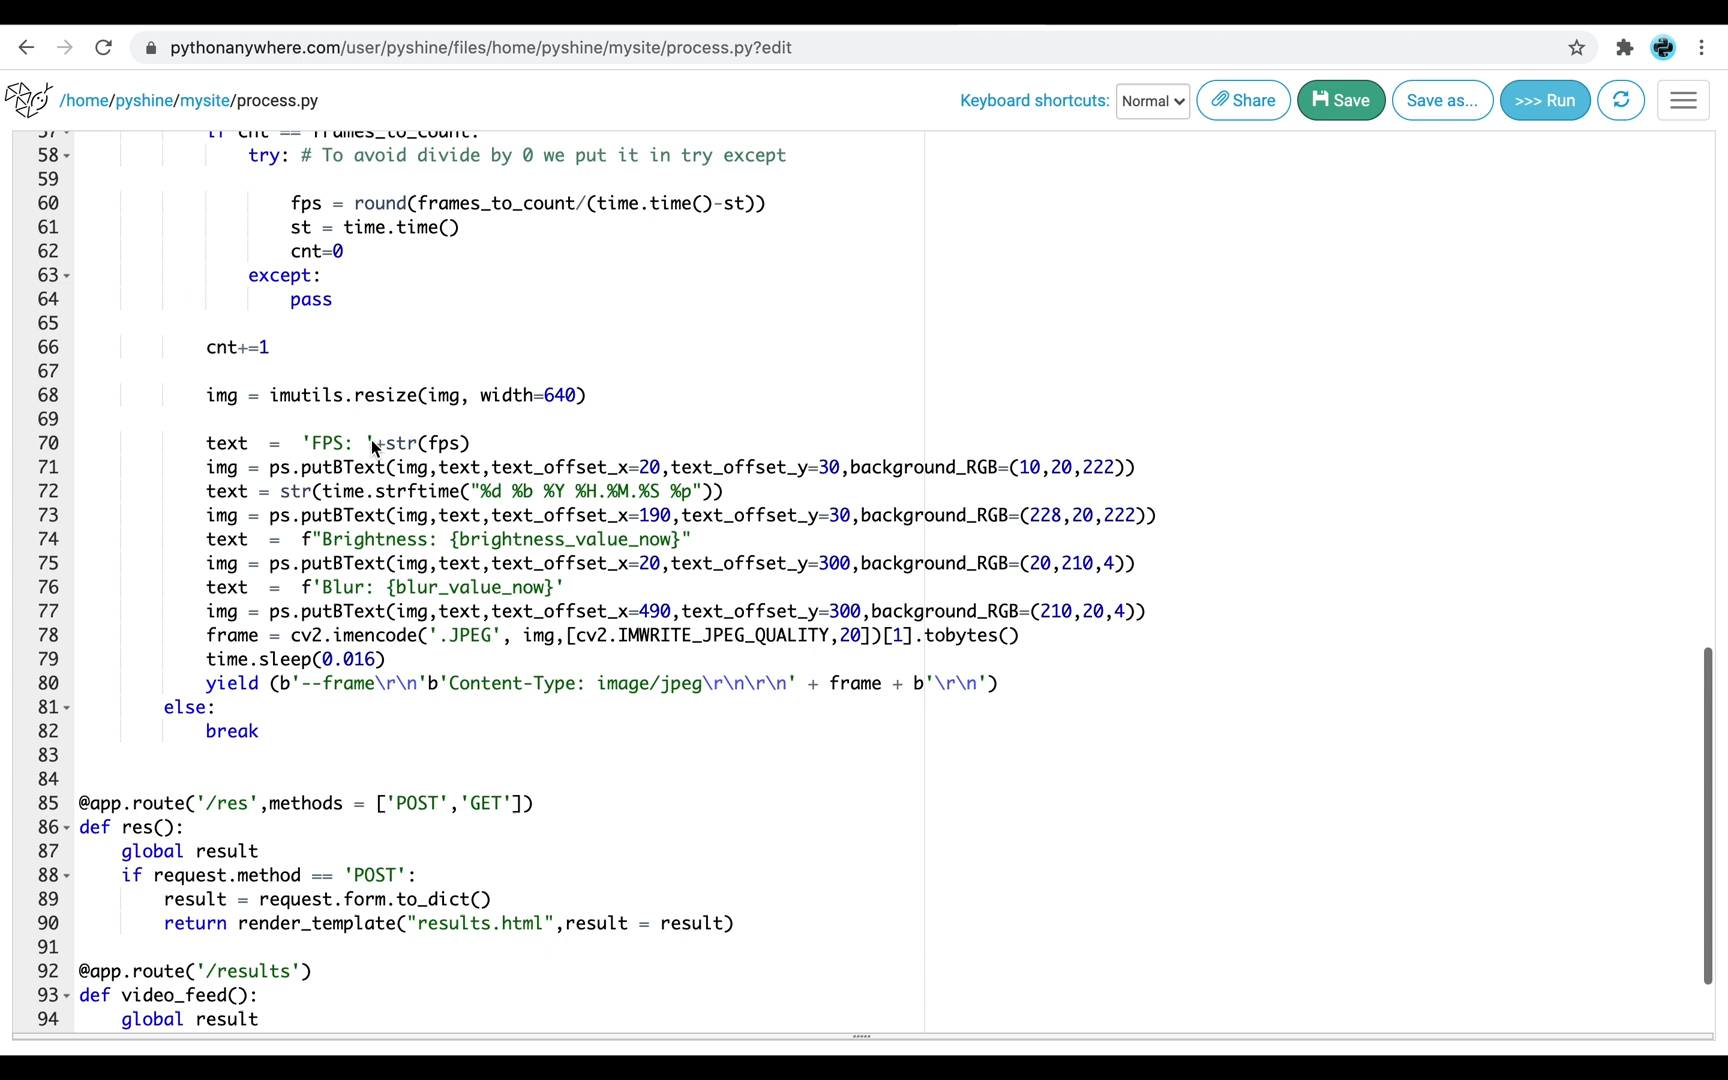 pythonanywhere.com/user/pyshine/files/home/pyshine/mysite/process.py?edit
/home/pyshine/mysite/process.py
Keyboard shortcuts: Normal Share Save Save as... >>> Run
57 if cnt == frames_to_count:
58 try: # To avoid divide by 0 we put it in try except
59
60 fps = round(frames_to_count/(time.time()-st))
61 st = time.time()
62 cnt=0
63 except:
64 pass
65
66 cnt+=1
67
68 img = imutils.resize(img, width=640)
69
70 text  =  'FPS: '+str(fps)
71 img = ps.putBText(img,text,text_offset_x=20,text_offset_y=30,background_RGB=(10,20,222))
72 text = str(time.strftime("%d %b %Y %H.%M.%S %p"))
73 img = ps.putBText(img,text,text_offset_x=190,text_offset_y=30,background_RGB=(228,20,222))
74 text  =  f"Brightness: {brightness_value_now}"
75 img = ps.putBText(img,text,text_offset_x=20,text_offset_y=300,background_RGB=(20,210,4))
76 text  =  f'Blur: {blur_value_now}'
77 img = ps.putBText(img,text,text_offset_x=490,text_offset_y=300,background_RGB=(210,20,4))
78 frame = cv2.imencode('.JPEG', img,[cv2.IMWRITE_JPEG_QUALITY,20])[1].tobytes()
79 time.sleep(0.016)
80 yield (b'--frame\r\n'b'Content-Type: image/jpeg\r\n\r\n' + frame + b'\r\n')
81 else:
82 break
83
84
85 @app.route('/res',methods = ['POST','GET'])
86 def res():
87 global result
88 if request.method == 'POST':
89 result = request.form.to_dict()
90 return render_template("results.html",result = result)
91
92 @app.route('/results')
93 def video_feed():
94 global result